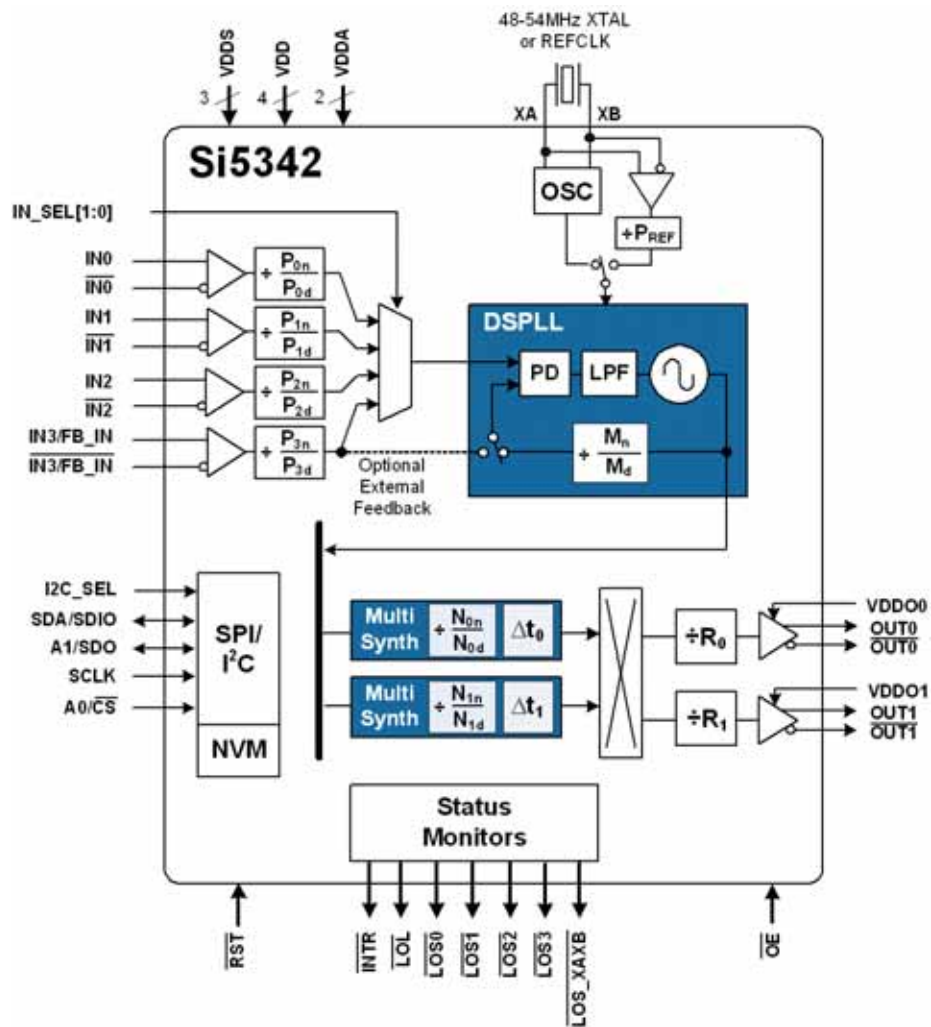 48-54MHz XTAL
or REFCLK
VDDS
VDD
VDDA
3
4
2
XA
XB
Si5342
OSC
÷PREF
IN_SEL[1:0]
IN0
IN0
IN1
IN1
IN2
IN2
IN3/FB_IN
IN3/FB_IN
÷ P0n
P0d
÷ P1n
P1d
÷ P2n
P2d
÷ P3n
P3d
DSPLL
PD
LPF
÷ Mn
Md
Optional
External
Feedback
I2C_SEL
SDA/SDIO
A1/SDO
SCLK
A0/CS
SPI/
I²C
NVM
Multi
Synth
÷ N0n
N0d
Δt0
Multi
Synth
÷ N1n
N1d
Δt1
÷R0
÷R1
VDDO0
OUT0
OUT0
VDDO1
OUT1
OUT1
Status
Monitors
RST
INTR
LOL
LOS0
LOS1
LOS2
LOS3
LOS_XAXB
OE